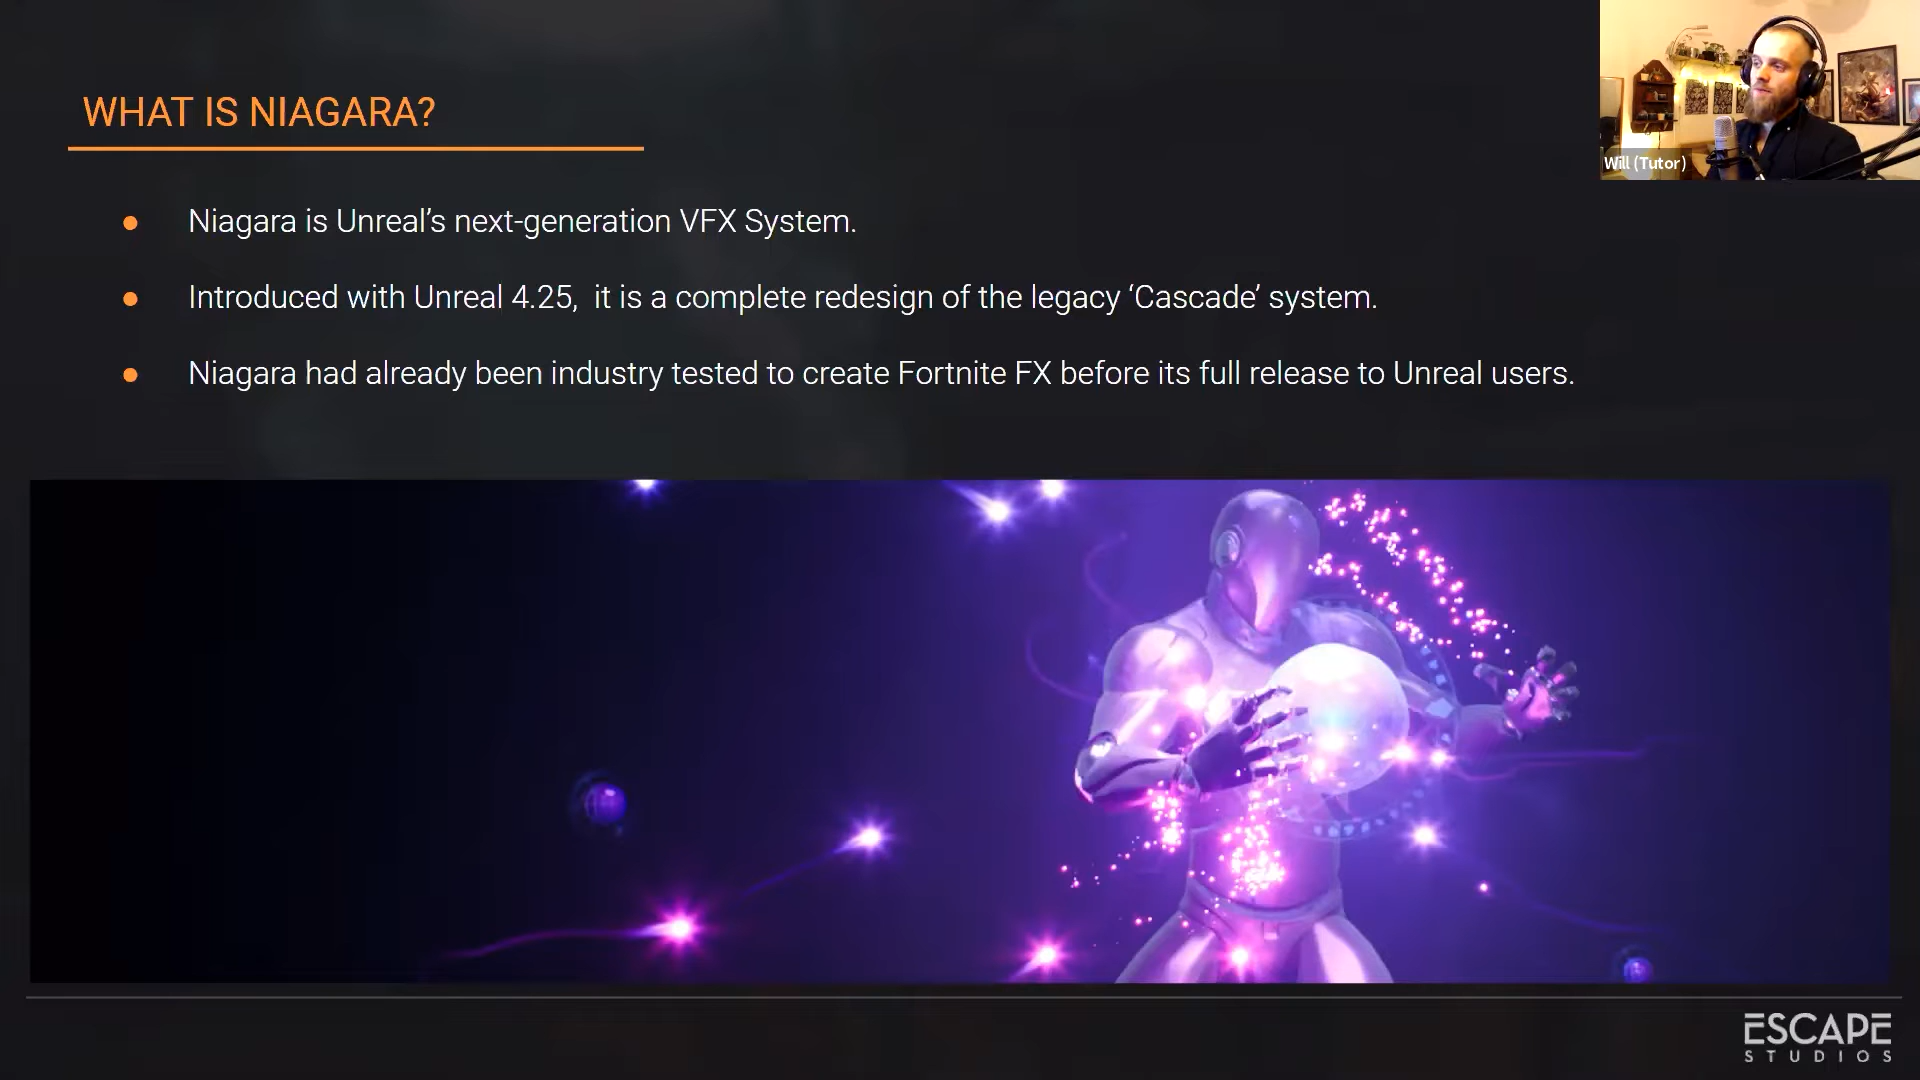 WHAT IS NIAGARA?
Will (Tutor)
Niagara is Unreal’s next-generation VFX System.
Introduced with Unreal 4.25,  it is a complete redesign of the legacy ‘Cascade’ system.
Niagara had already been industry tested to create Fortnite FX before its full release to Unreal users.
ESCAPE
STUDIOS